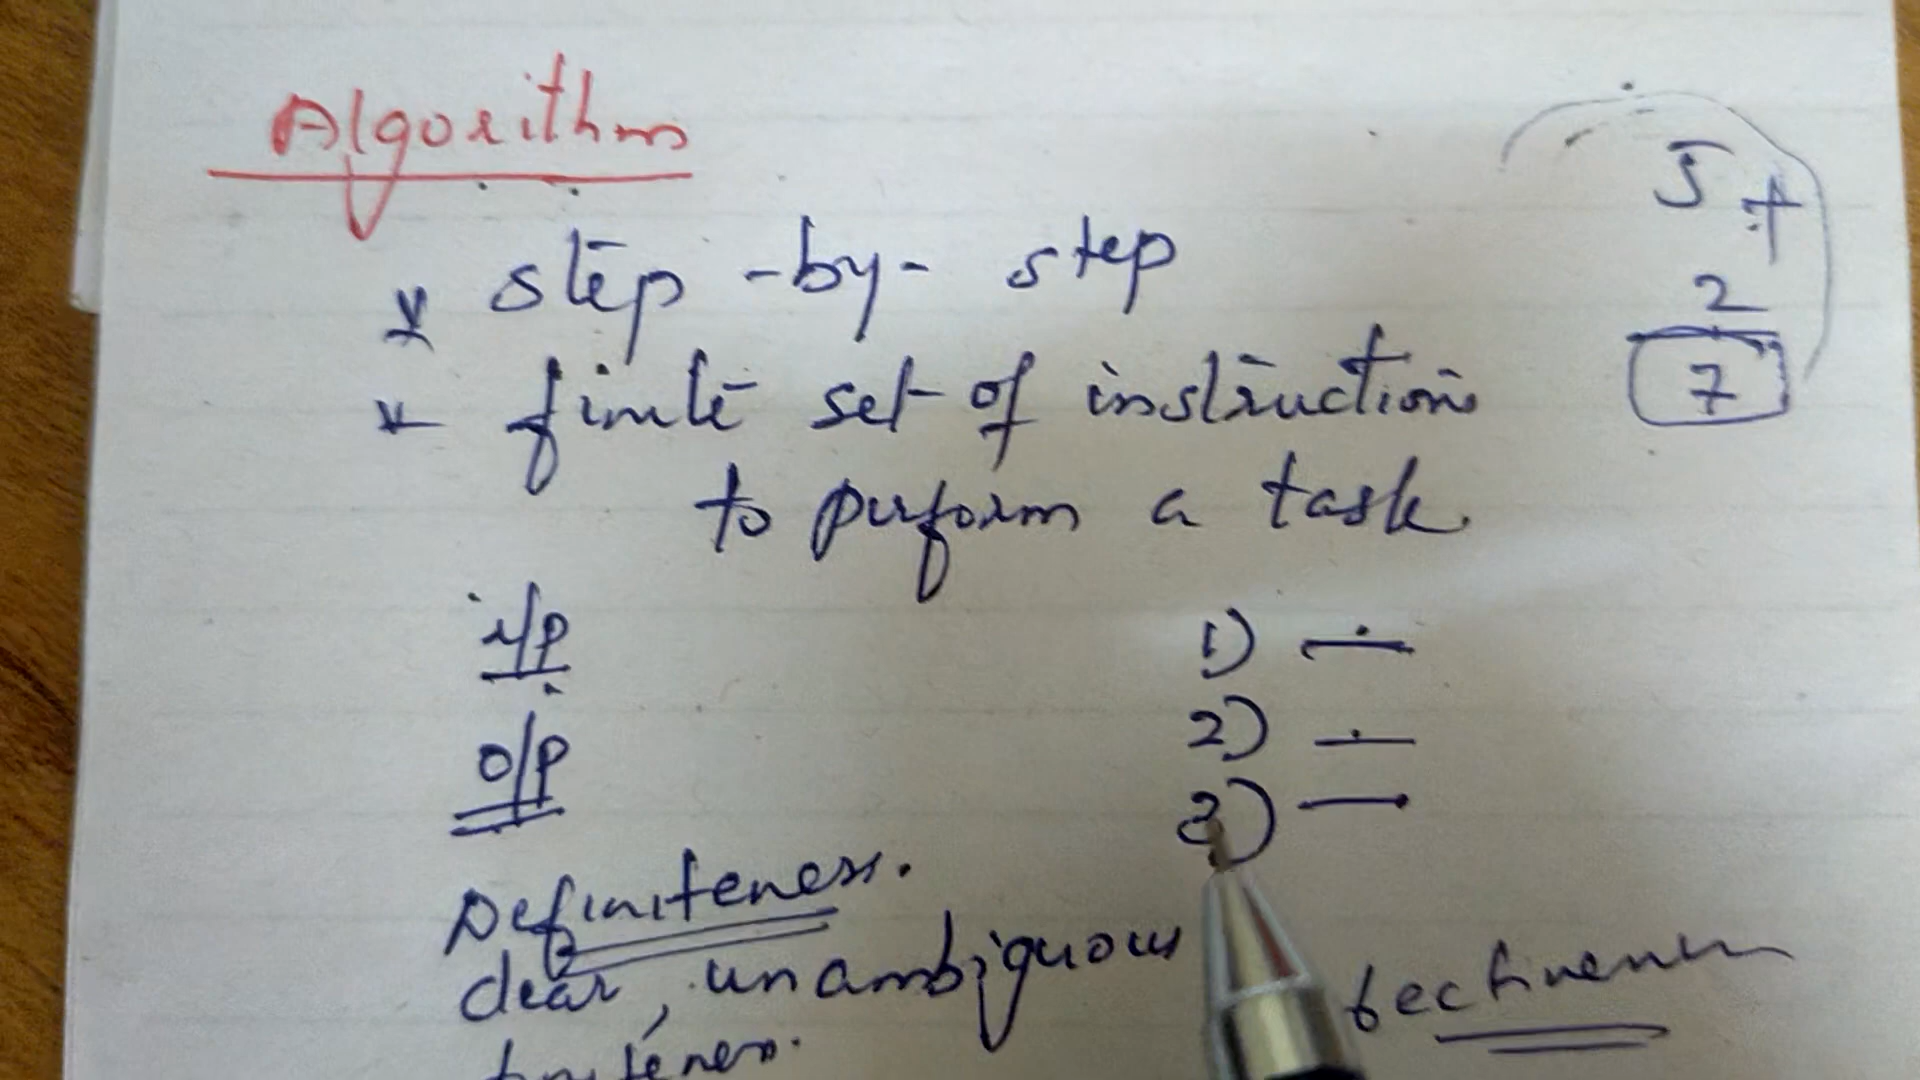 Algorithm
* step-by-step
* finite set of instructions
to perform a task.
5 +
2
7
i/p
o/p
1) —
2) —
3) —
Definiteness.
clear, unambiguous
finiteness.